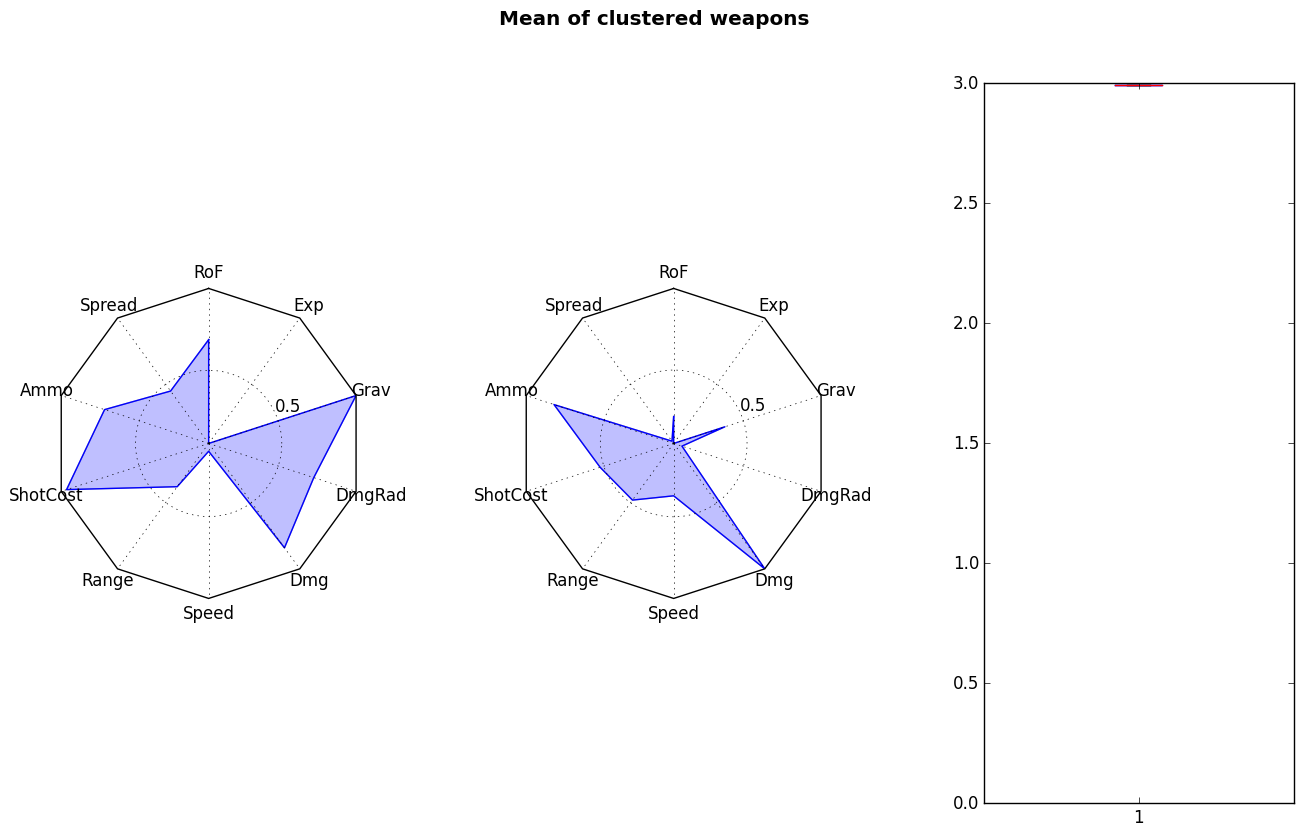 Mean of clustered weapons
RoF
Exp
Spread
Grav
Ammo
0.5
DmgRad
ShotCost
Dmg
Range
Speed
RoF
Exp
Spread
Grav
Ammo
0.5
DmgRad
ShotCost
Dmg
Range
Speed
3.0
2.5
2.0
1.5
1.0
0.5
0.0
1